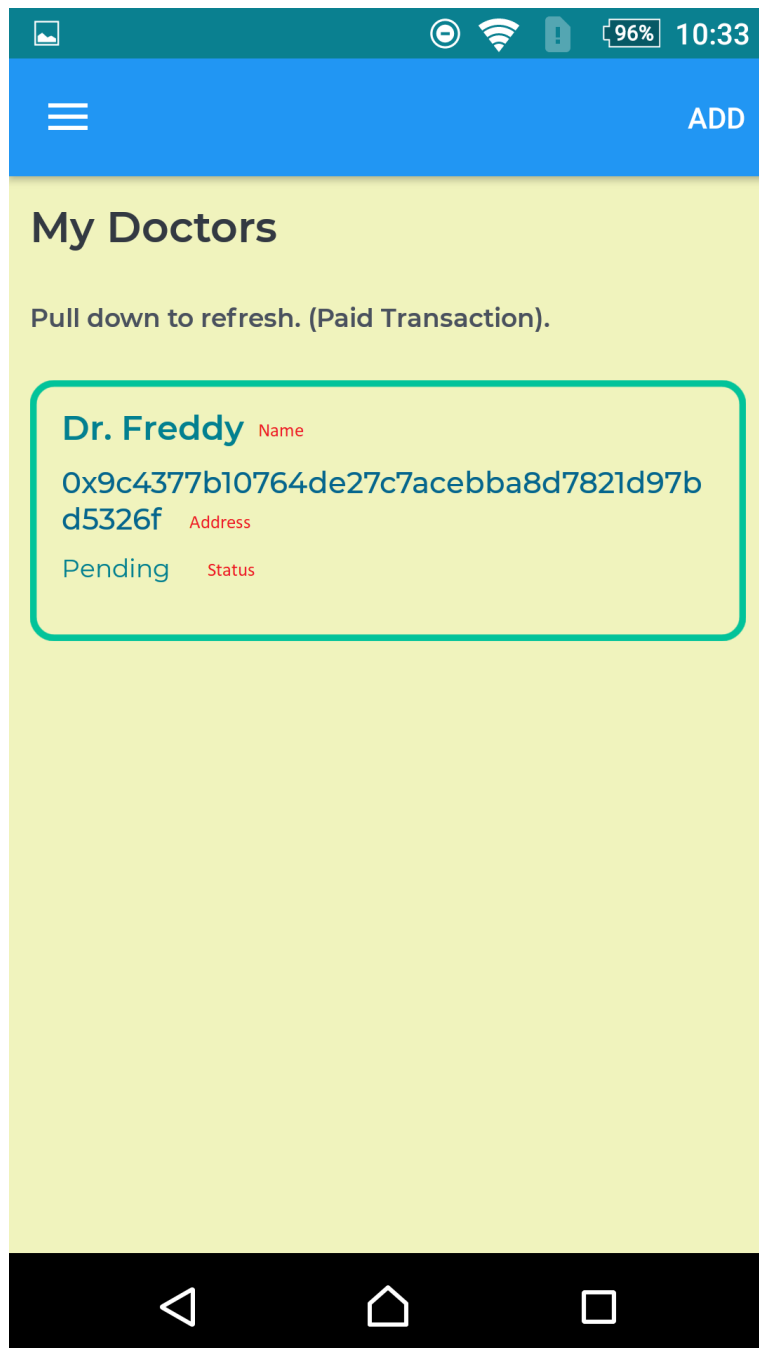 96% 10:33
ADD
My Doctors
Pull down to refresh. (Paid Transaction).
Dr. Freddy Name
0x9c4377b10764de27c7acebba8d7821d97b
d5326f Address
Pending Status